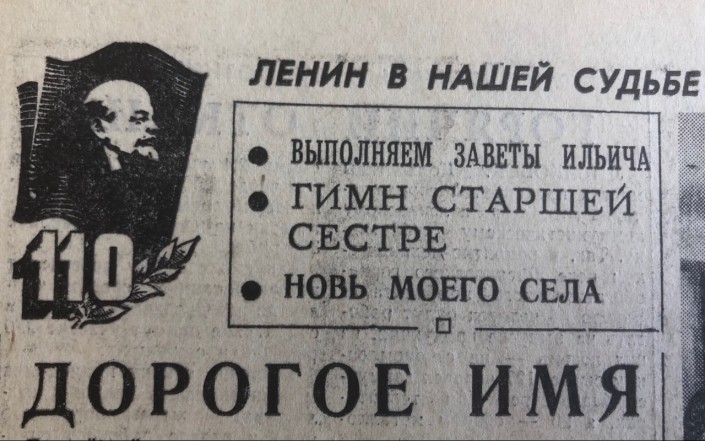 ЛЕНИН В НАШЕЙ СУДЬБЕ
● ВЫПОЛНЯЕМ ЗАВЕТЫ ИЛЬИЧА
● ГИМН СТАРШЕЙ
СЕСТРЕ
● НОВЬ МОЕГО СЕЛА
110
ДОРОГОЕ ИМЯ